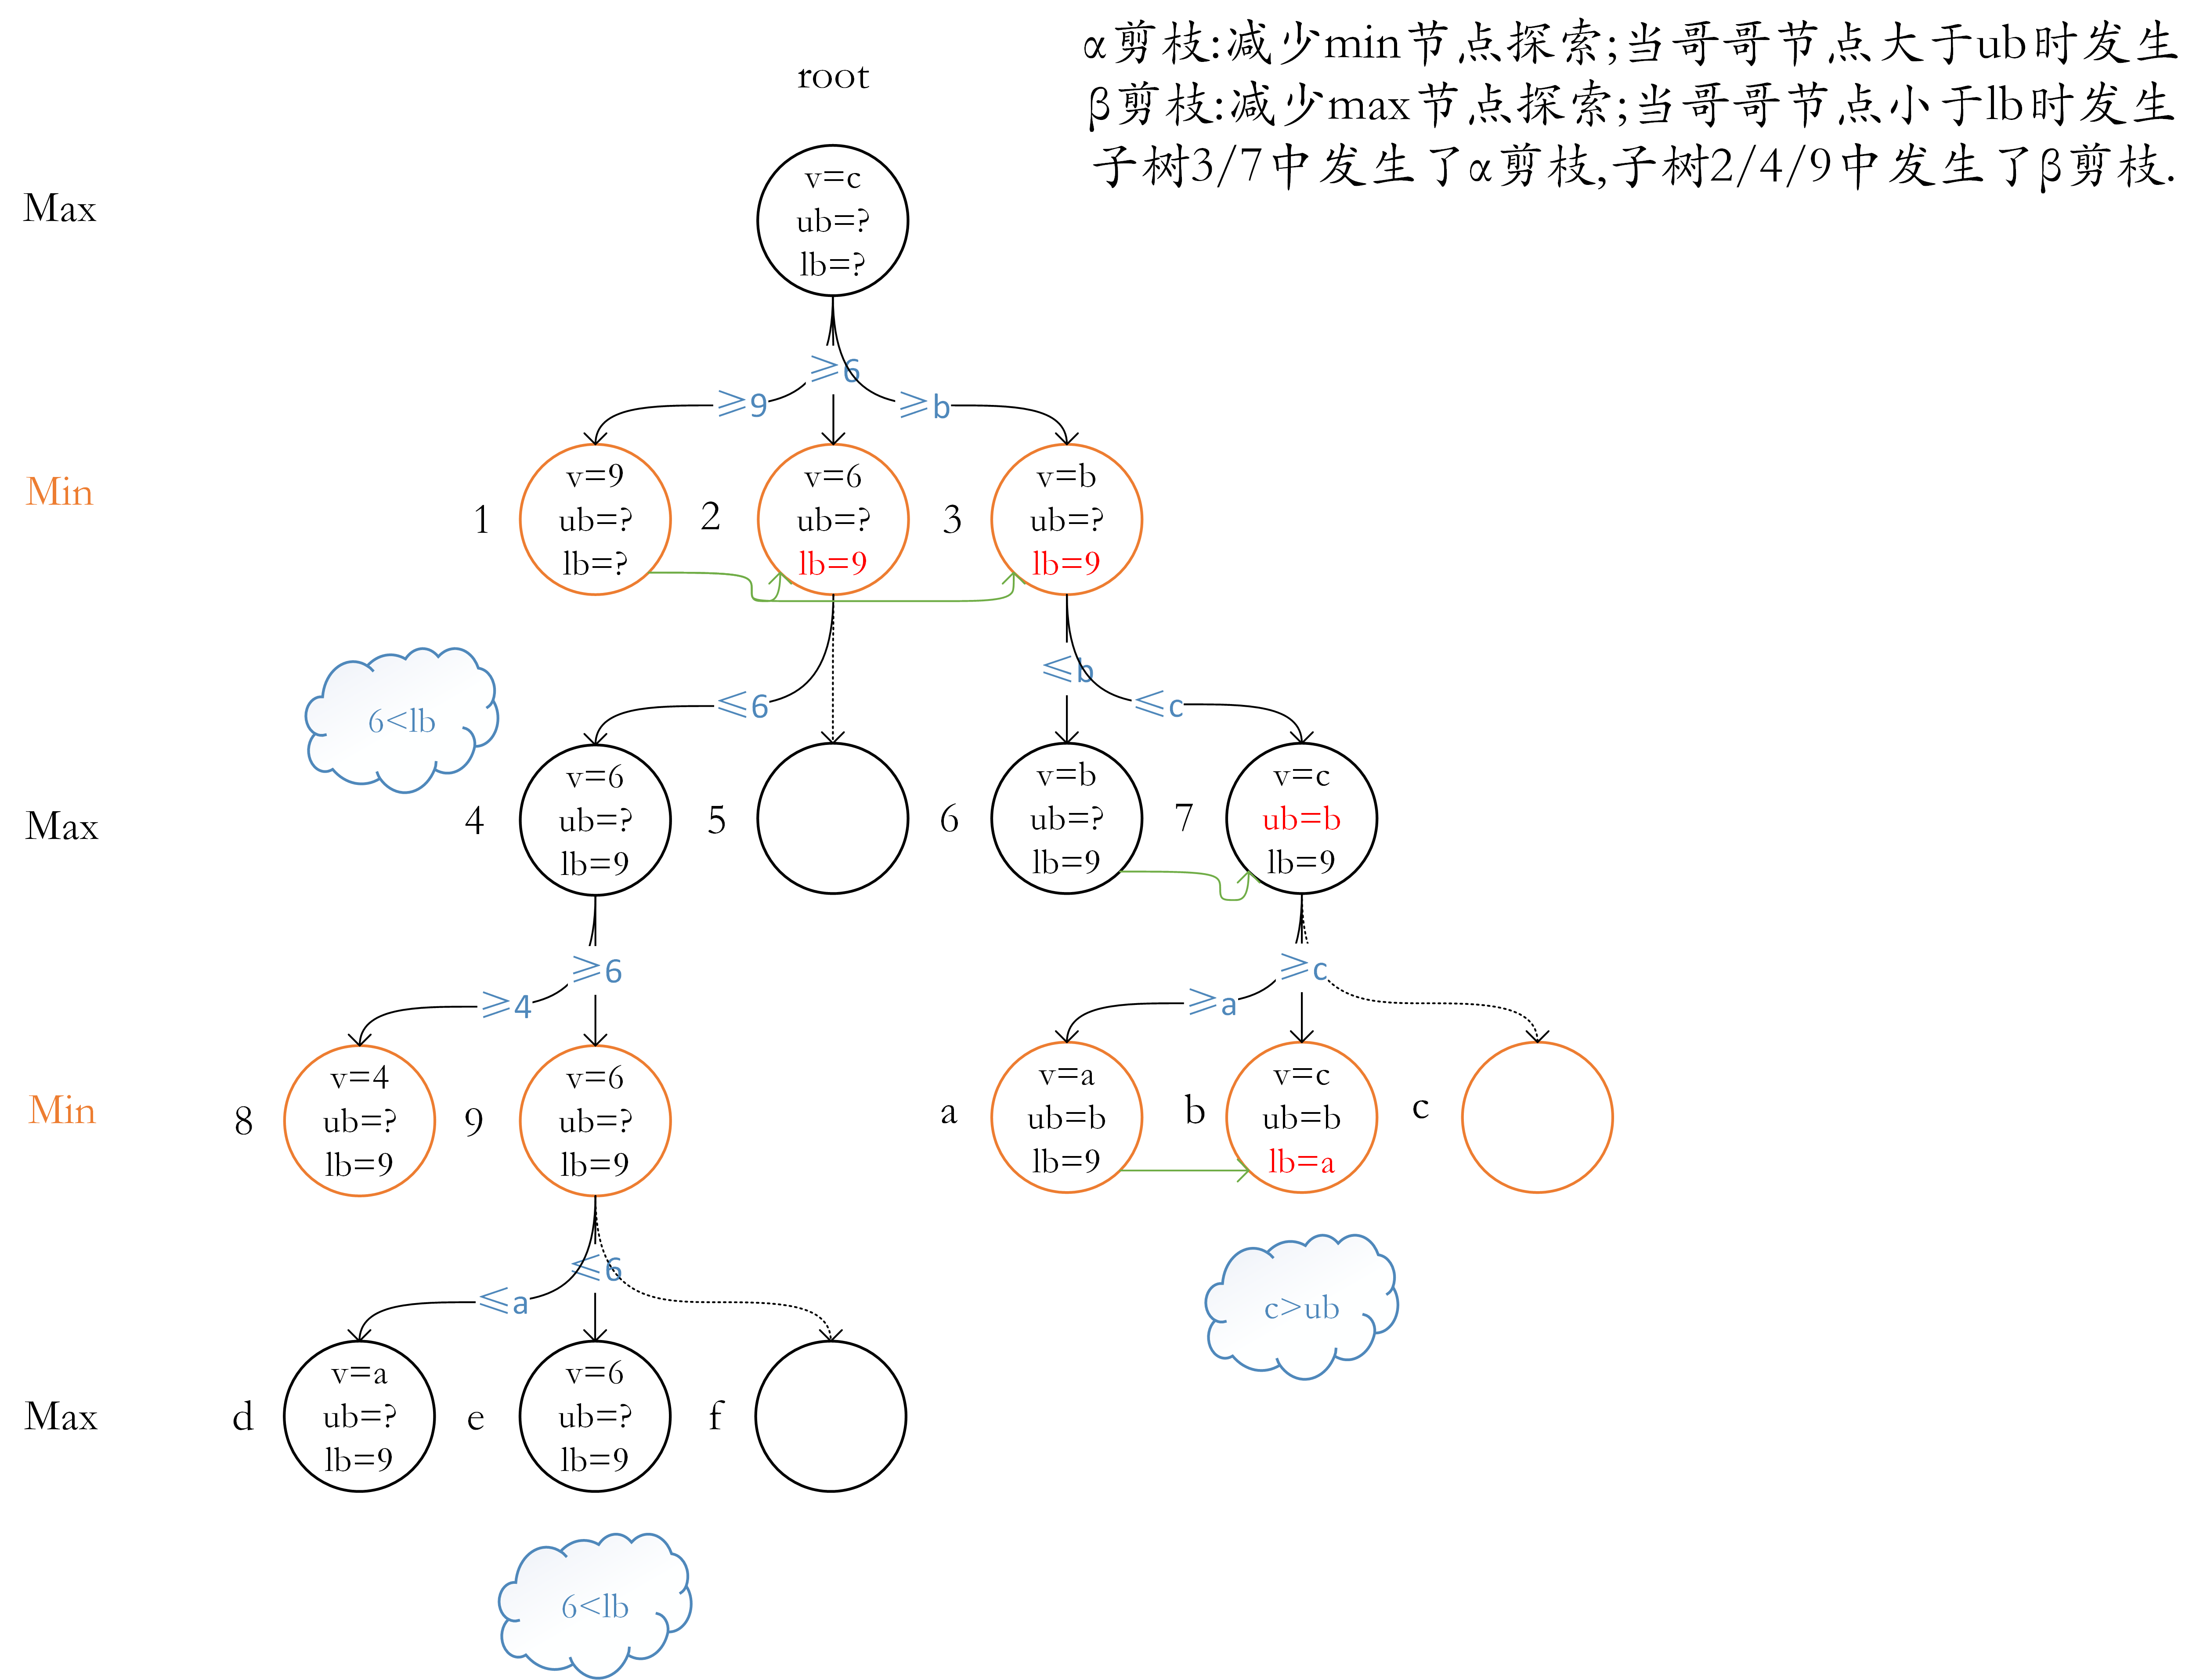 α剪枝:减少min节点探索;当哥哥节点大于ub时发生
β剪枝:减少max节点探索;当哥哥节点小于lb时发生
子树3/7中发生了α剪枝,子树2/4/9中发生了β剪枝.
root
Max
v=c
ub=?
lb=?
≥6
≥9
≥b
Min
1
v=9
ub=?
lb=?
2
v=6
ub=?
lb=9
3
v=b
ub=?
lb=9
6<lb
≤6
≤b
≤c
Max
4
v=6
ub=?
lb=9
5
6
v=b
ub=?
lb=9
7
v=c
ub=b
lb=9
≥6
≥4
≥c
≥a
Min
8
v=4
ub=?
lb=9
9
v=6
ub=?
lb=9
a
v=a
ub=b
lb=9
b
v=c
ub=b
lb=a
c
≤6
≤a
c>ub
Max
d
v=a
ub=?
lb=9
e
v=6
ub=?
lb=9
f
6<lb